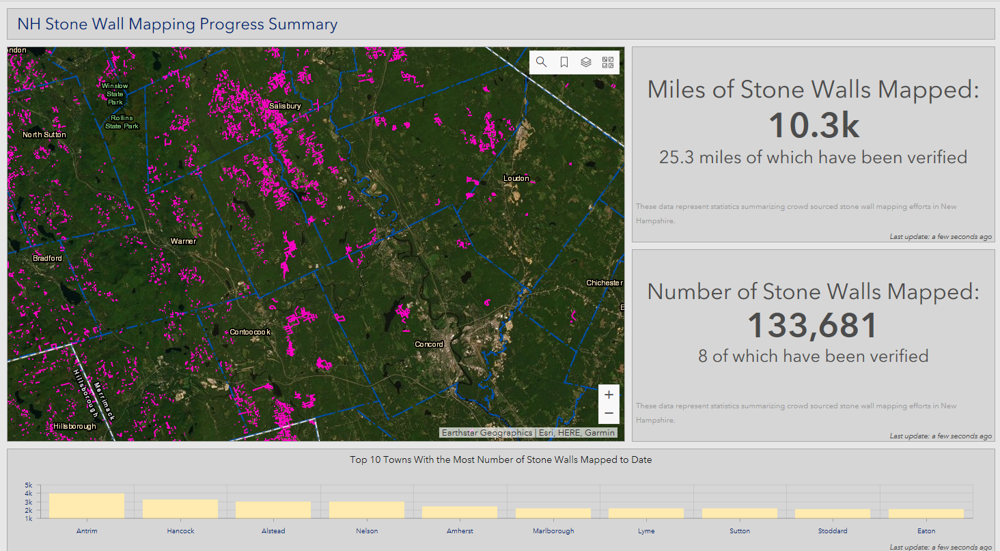 NH Stone Wall Mapping Progress Summary
ndon
Winslow
State
Park
Rollins
State Park
Salisbury
North Sutton
Loudon
Warner
Bradford
Chichester
Contoocook
Concord
Hillsborough
Merrimack
Hillsborough
+
−
Earthstar Geographics | Esri, HERE, Garmin
Miles of Stone Walls Mapped:
10.3k
25.3 miles of which have been verified
These data represent statistics summarizing crowd sourced stone wall mapping efforts in New
Hampshire.
Last update: a few seconds ago
Number of Stone Walls Mapped:
133,681
8 of which have been verified
These data represent statistics summarizing crowd sourced stone wall mapping efforts in New
Hampshire.
Last update: a few seconds ago
Top 10 Towns With the Most Number of Stone Walls Mapped to Date
5k
4k
3k
2k
1k
Antrim Hancock Alstead Nelson Amherst Marlborough Lyme Sutton Stoddard Eaton
Last update: a few seconds ago